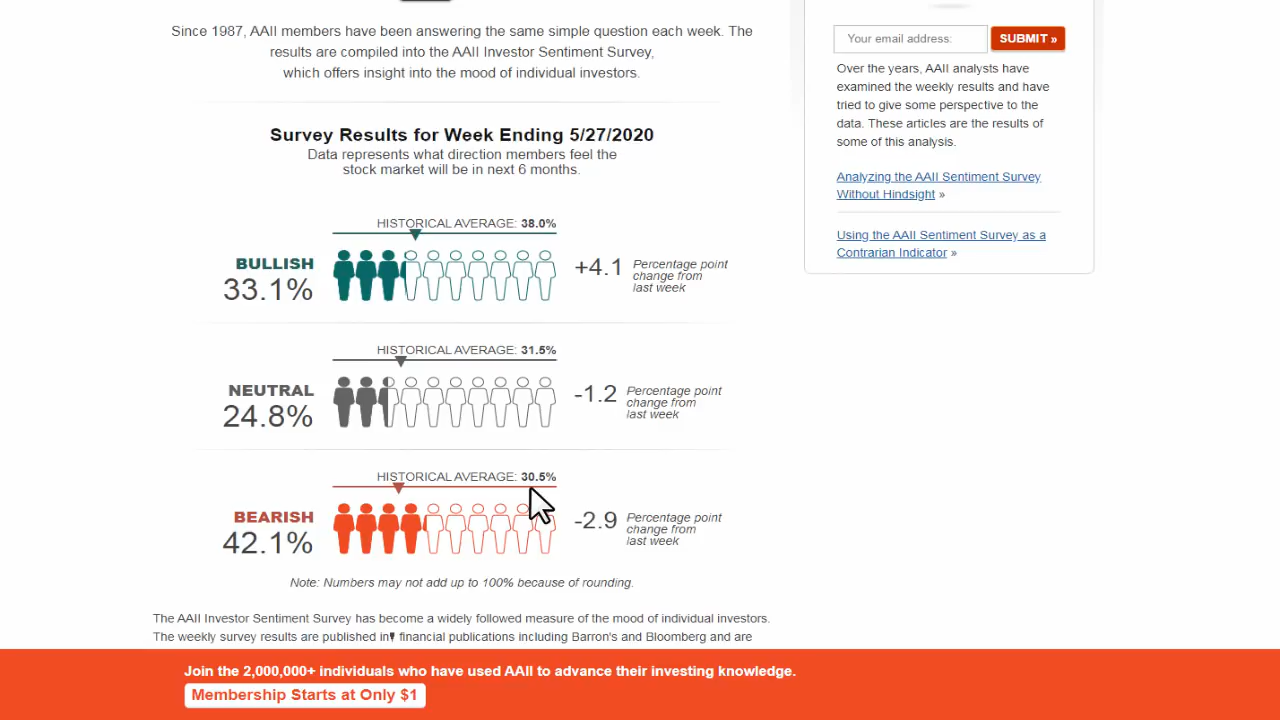 Since 1987, AAII members have been answering the same simple question each week. The
results are compiled into the AAII Investor Sentiment Survey,
which offers insight into the mood of individual investors.
Survey Results for Week Ending 5/27/2020
Data represents what direction members feel the
stock market will be in next 6 months.
HISTORICAL AVERAGE: 38.0%
BULLISH
33.1%
+4.1
Percentage point
change from
last week
HISTORICAL AVERAGE: 31.5%
NEUTRAL
24.8%
-1.2
Percentage point
change from
last week
HISTORICAL AVERAGE: 30.5%
BEARISH
42.1%
-2.9
Percentage point
change from
last week
Note: Numbers may not add up to 100% because of rounding.
The AAII Investor Sentiment Survey has become a widely followed measure of the mood of individual investors.
The weekly survey results are published in financial publications including Barron's and Bloomberg and are
Your email address:
SUBMIT »
Over the years, AAII analysts have
examined the weekly results and have
tried to give some perspective to the
data. These articles are the results of
some of this analysis.
Analyzing the AAII Sentiment Survey
Without Hindsight »
Using the AAII Sentiment Survey as a
Contrarian Indicator »
Join the 2,000,000+ individuals who have used AAII to advance their investing knowledge.
Membership Starts at Only $1